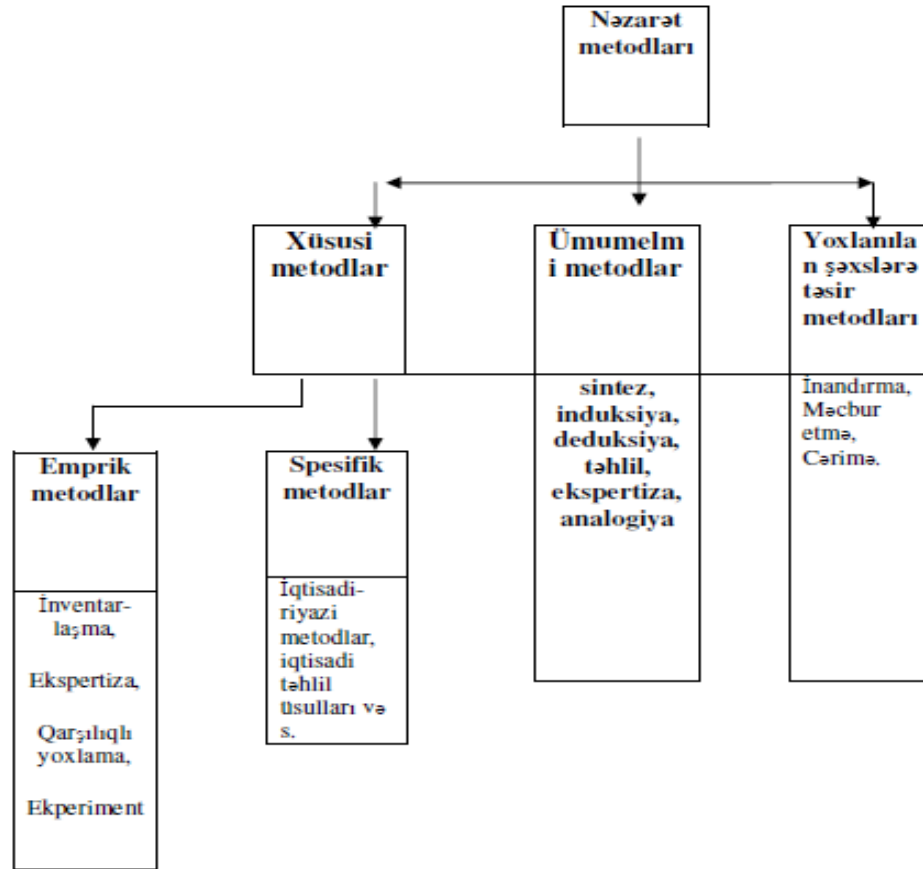 Nəzarət
metodları
Xüsusi
metodlar
Ümumelm
i metodlar
Yoxlanıla
n şəxslərə
təsir
metodları
sintez,
induksiya,
deduksiya,
təhlil,
ekspertiza,
analogiya
İnandırma,
Məcbur
etmə,
Cərimə.
Emprik
metodlar
Spesifik
metodlar
İnventar-
laşma,
Ekspertiza,
Qarşılıqlı
yoxlama,
Ekperiment
İqtisadi-
riyazi
metodlar,
iqtisadi
təhlil
üsulları və
s.